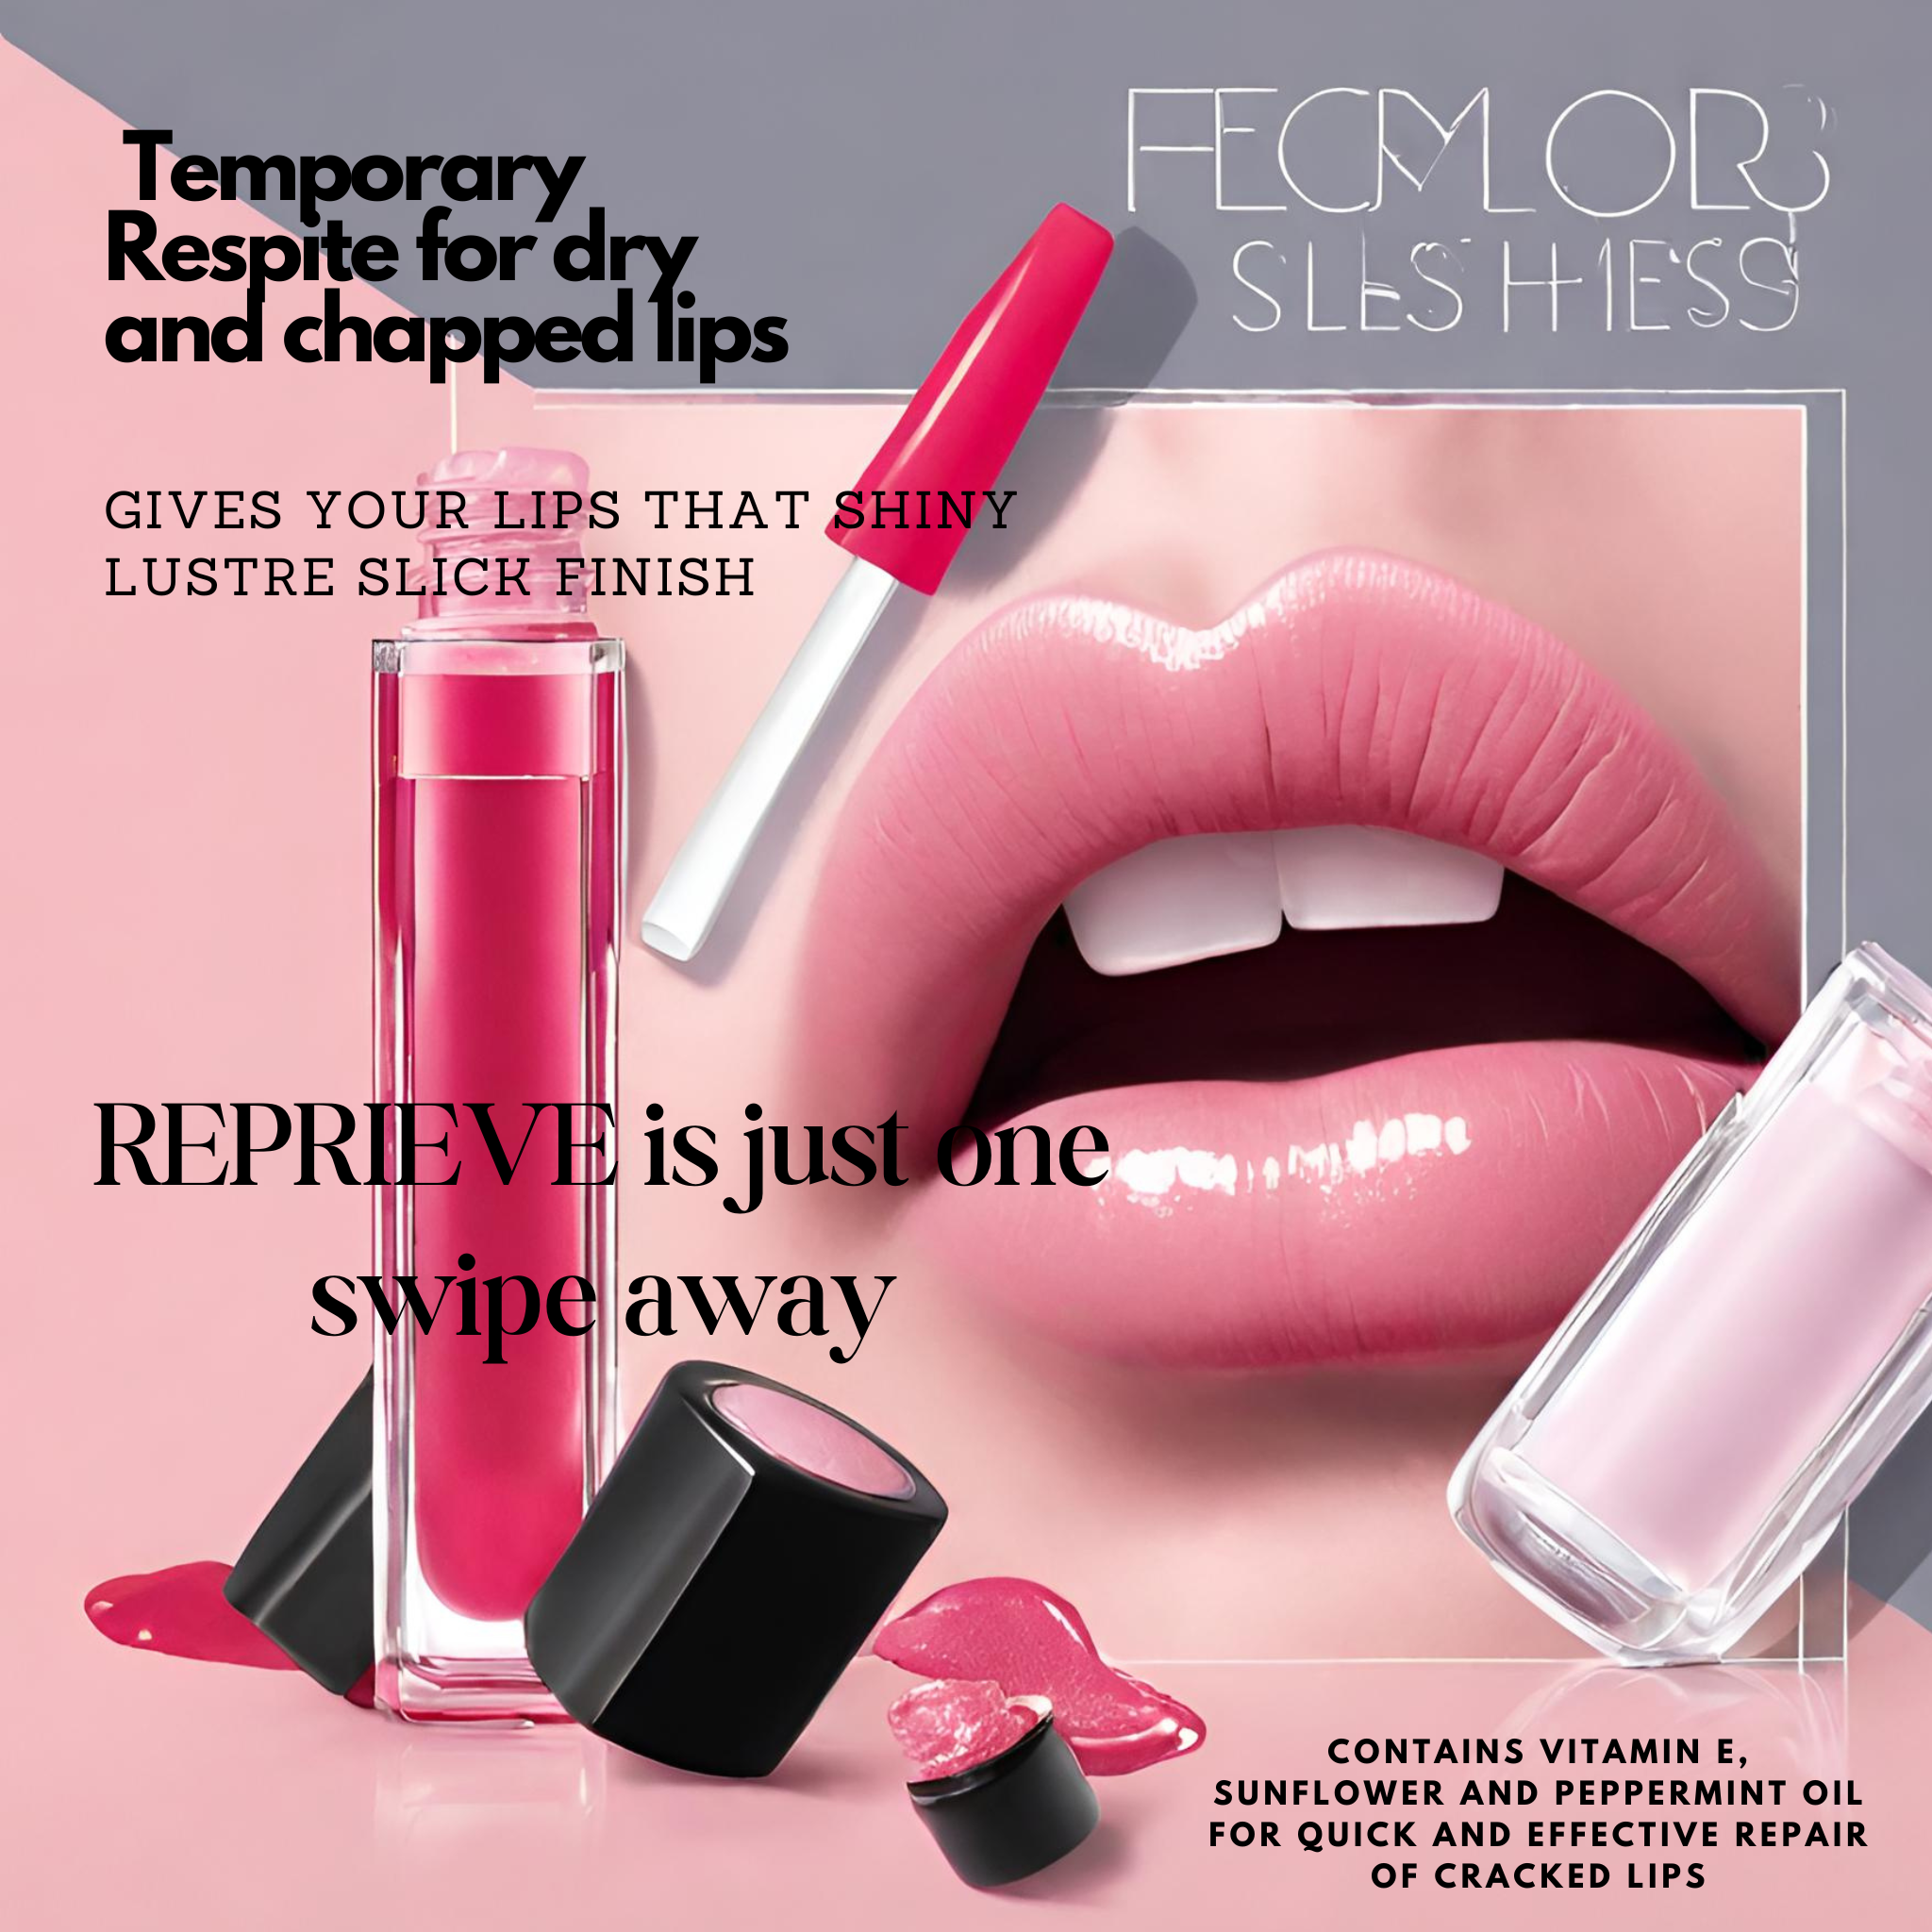 Temporary
Respite for dry
and chapped lips
GIVES YOUR LIPS THAT SHINY
LUSTRE SLICK FINISH
REPRIEVE is just one
swipe away
CONTAINS VITAMIN E,
SUNFLOWER AND PEPPERMINT OIL
FOR QUICK AND EFFECTIVE REPAIR
OF CRACKED LIPS